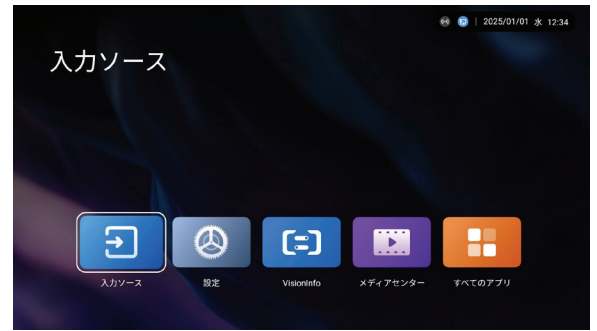 2025/01/01 水 12:34
入力ソース
入力ソース
設定
VisionInfo
メディアセンター
すべてのアプリ